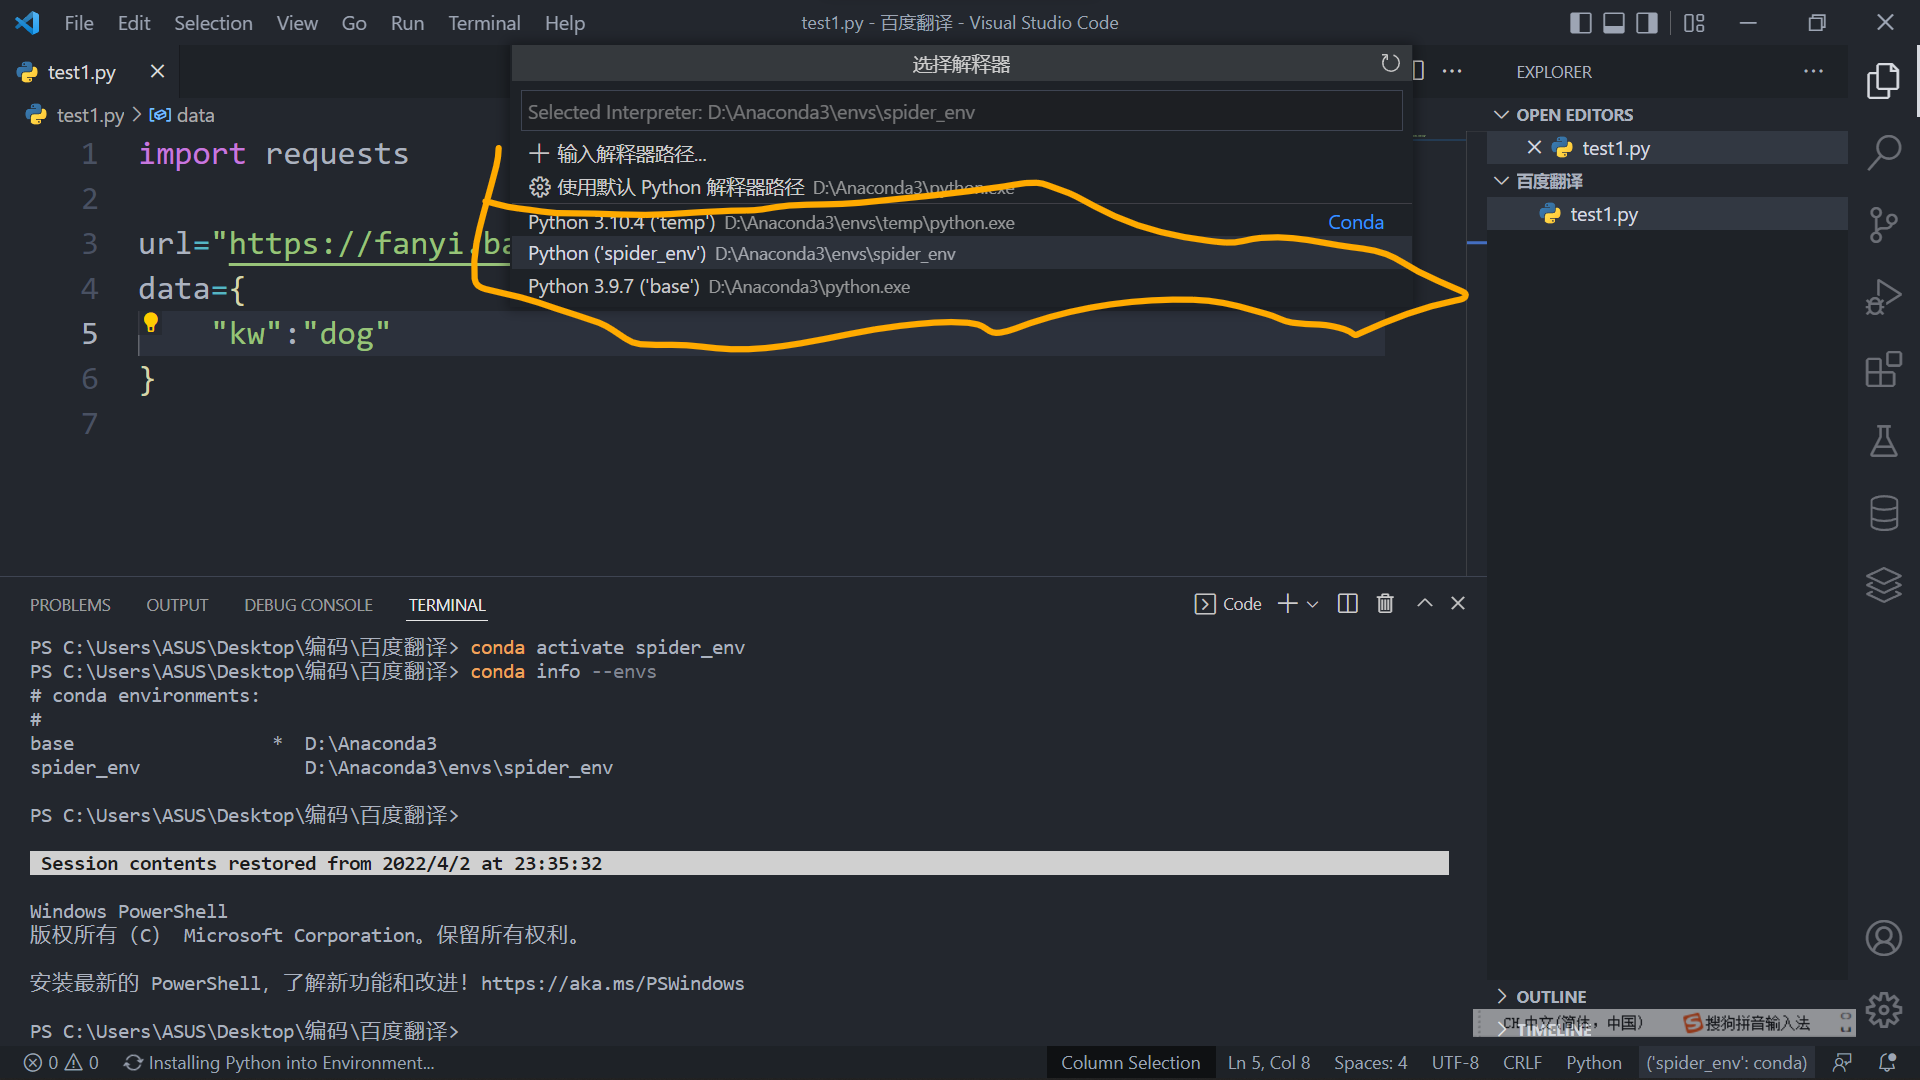 File Edit Selection View Go Run Terminal Help
test1.py - 百度翻译 - Visual Studio Code
test1.py
test1.py > data
1 import requests
2
3 url="https://fanyi.ba
4 data={
5 "kw":"dog"
6 }
7
选择解释器
Selected Interpreter: D:\Anaconda3\envs\spider_env
输入解释器路径...
使用默认 Python 解释器路径 D:\Anaconda3\python.exe
Python 3.10.4 ('temp') D:\Anaconda3\envs\temp\python.exe Conda
Python ('spider_env') D:\Anaconda3\envs\spider_env
Python 3.9.7 ('base') D:\Anaconda3\python.exe
EXPLORER
OPEN EDITORS
test1.py
百度翻译
test1.py
PROBLEMS OUTPUT DEBUG CONSOLE TERMINAL
Code
PS C:\Users\ASUS\Desktop\编码\百度翻译> conda activate spider_env
PS C:\Users\ASUS\Desktop\编码\百度翻译> conda info --envs
# conda environments:
#
base * D:\Anaconda3
spider_env D:\Anaconda3\envs\spider_env
PS C:\Users\ASUS\Desktop\编码\百度翻译>
Session contents restored from 2022/4/2 at 23:35:32
Windows PowerShell
版权所有 (C) Microsoft Corporation。保留所有权利。
安装最新的 PowerShell，了解新功能和改进！https://aka.ms/PSWindows
PS C:\Users\ASUS\Desktop\编码\百度翻译>
OUTLINE
TIMELINE
CH 中文(简体，中国) 搜狗拼音输入法
0 0 Installing Python into Environment...
Column Selection Ln 5, Col 8 Spaces: 4 UTF-8 CRLF Python ('spider_env': conda)